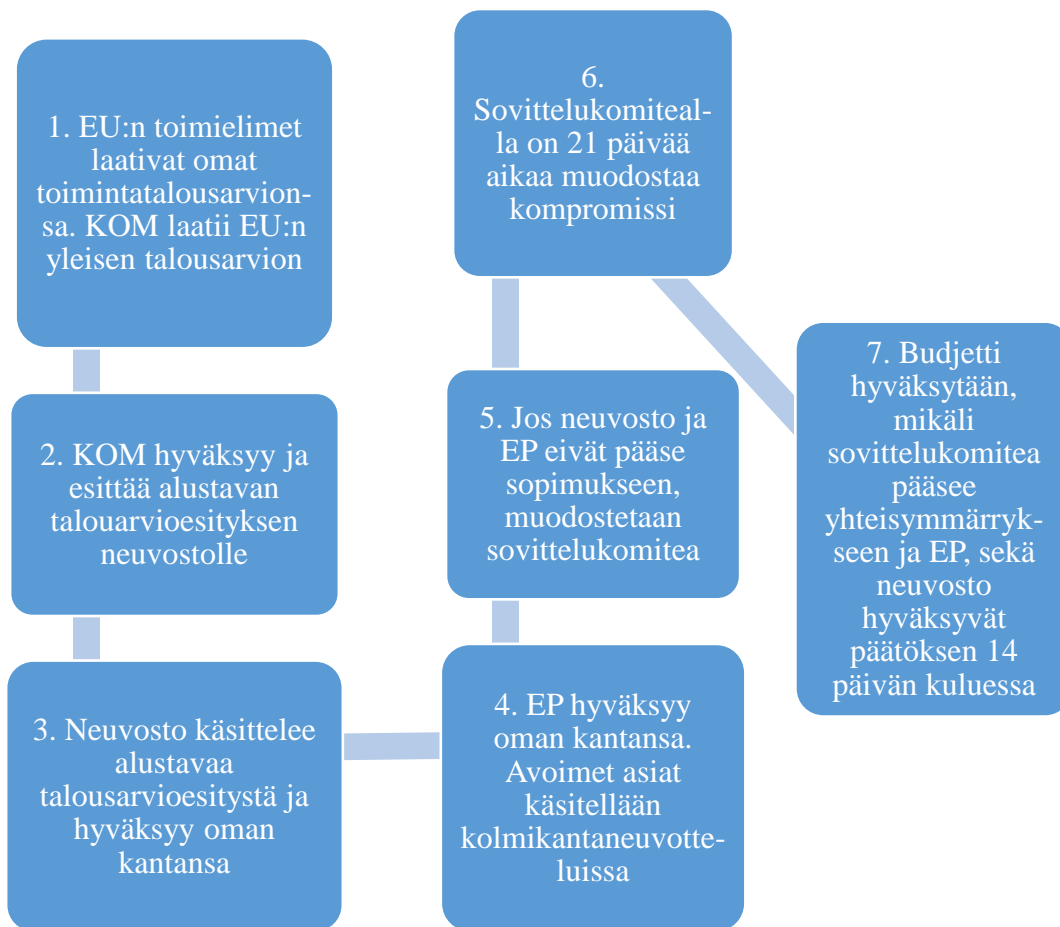 1. EU:n toimielimet
laativat omat
toimintatalousarvion-
sa. KOM laatii EU:n
yleisen talousarvion
2. KOM hyväksyy ja
esittää alustavan
talouarvioesityksen
neuvostolle
3. Neuvosto käsittelee
alustavaa
talousarvioesitystä ja
hyväksyy oman
kantansa
4. EP hyväksyy
oman kantansa.
Avoimet asiat
käsitellään
kolmikantaneuvotte-
luissa
5. Jos neuvosto ja
EP eivät pääse
sopimukseen,
muodostetaan
sovittelukomitea
6.
Sovittelukomiteal-
la on 21 päivää
aikaa muodostaa
kompromissi
7. Budjetti
hyväksytään,
mikäli
sovittelukomitea
pääsee
yhteisymmärryk-
seen ja EP, sekä
neuvosto
hyväksyvät
päätöksen 14
päivän kuluessa